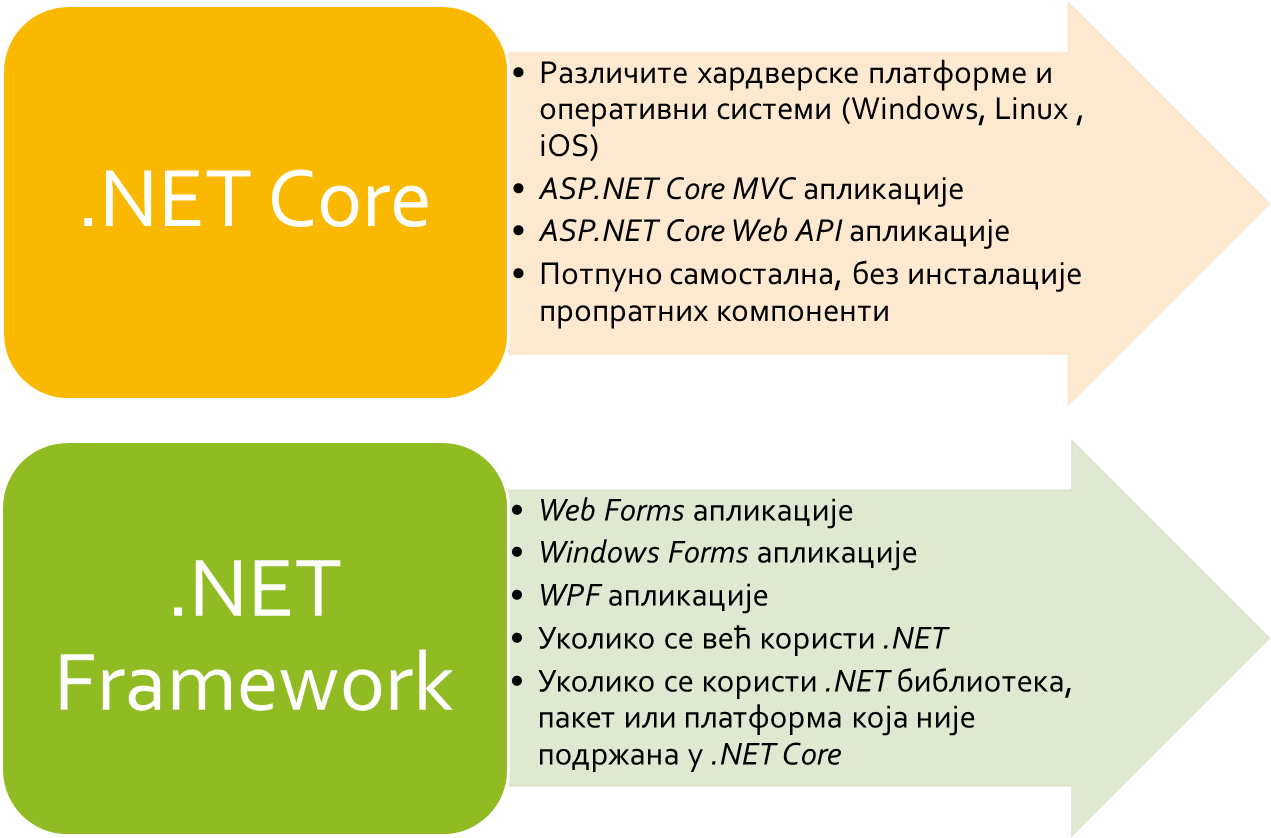 .NET Core
• Различите хардверске платформе и
оперативни системи (Windows, Linux ,
iOS)
• ASP.NET Core MVC апликације
• ASP.NET Core Web API апликације
• Потпуно самостална, без инсталације
пропратних компоненти
.NET
Framework
• Web Forms апликације
• Windows Forms апликације
• WPF апликације
• Уколико се већ користи .NET
• Уколико се користи .NET библиотека,
пакет или платформа која није
подржана у .NET Core